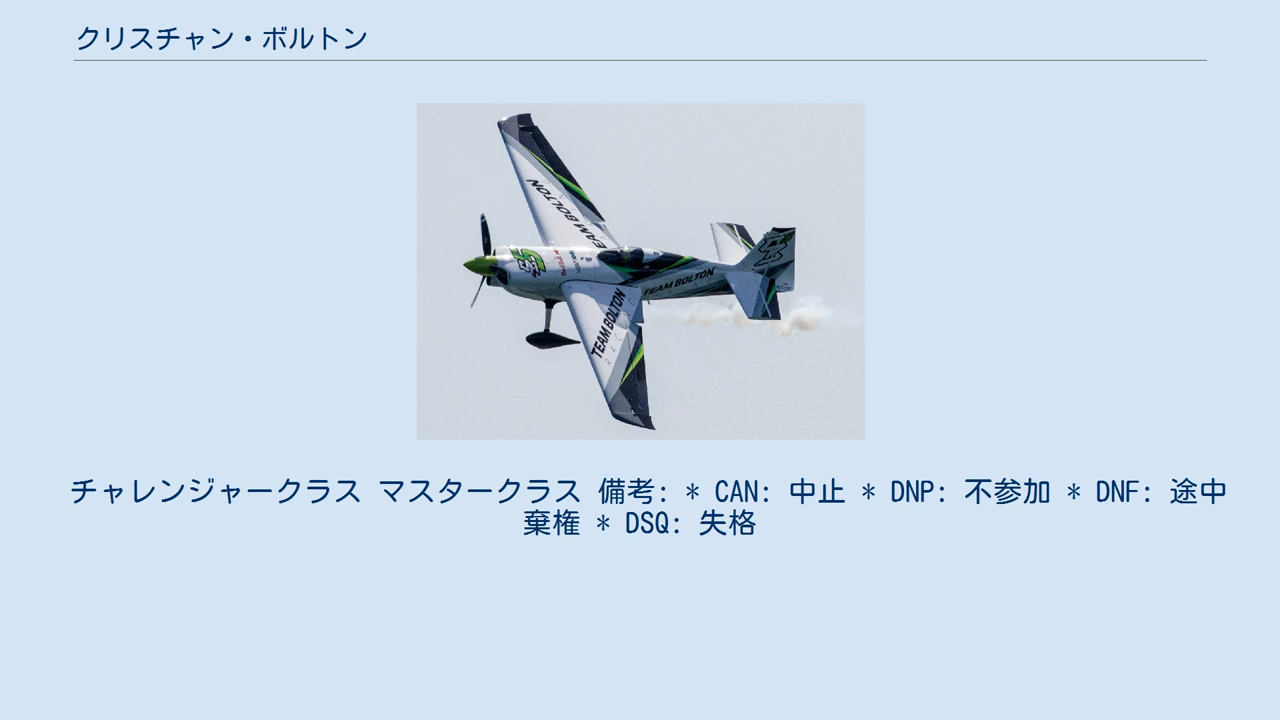 クリスチャン・ボルトン
TEAM BOLTON
TEAM BOLTON
TEAM BOLTON
チャレンジャークラス マスタークラス 備考: * CAN: 中止 * DNP: 不参加 * DNF: 途中
棄権 * DSQ: 失格